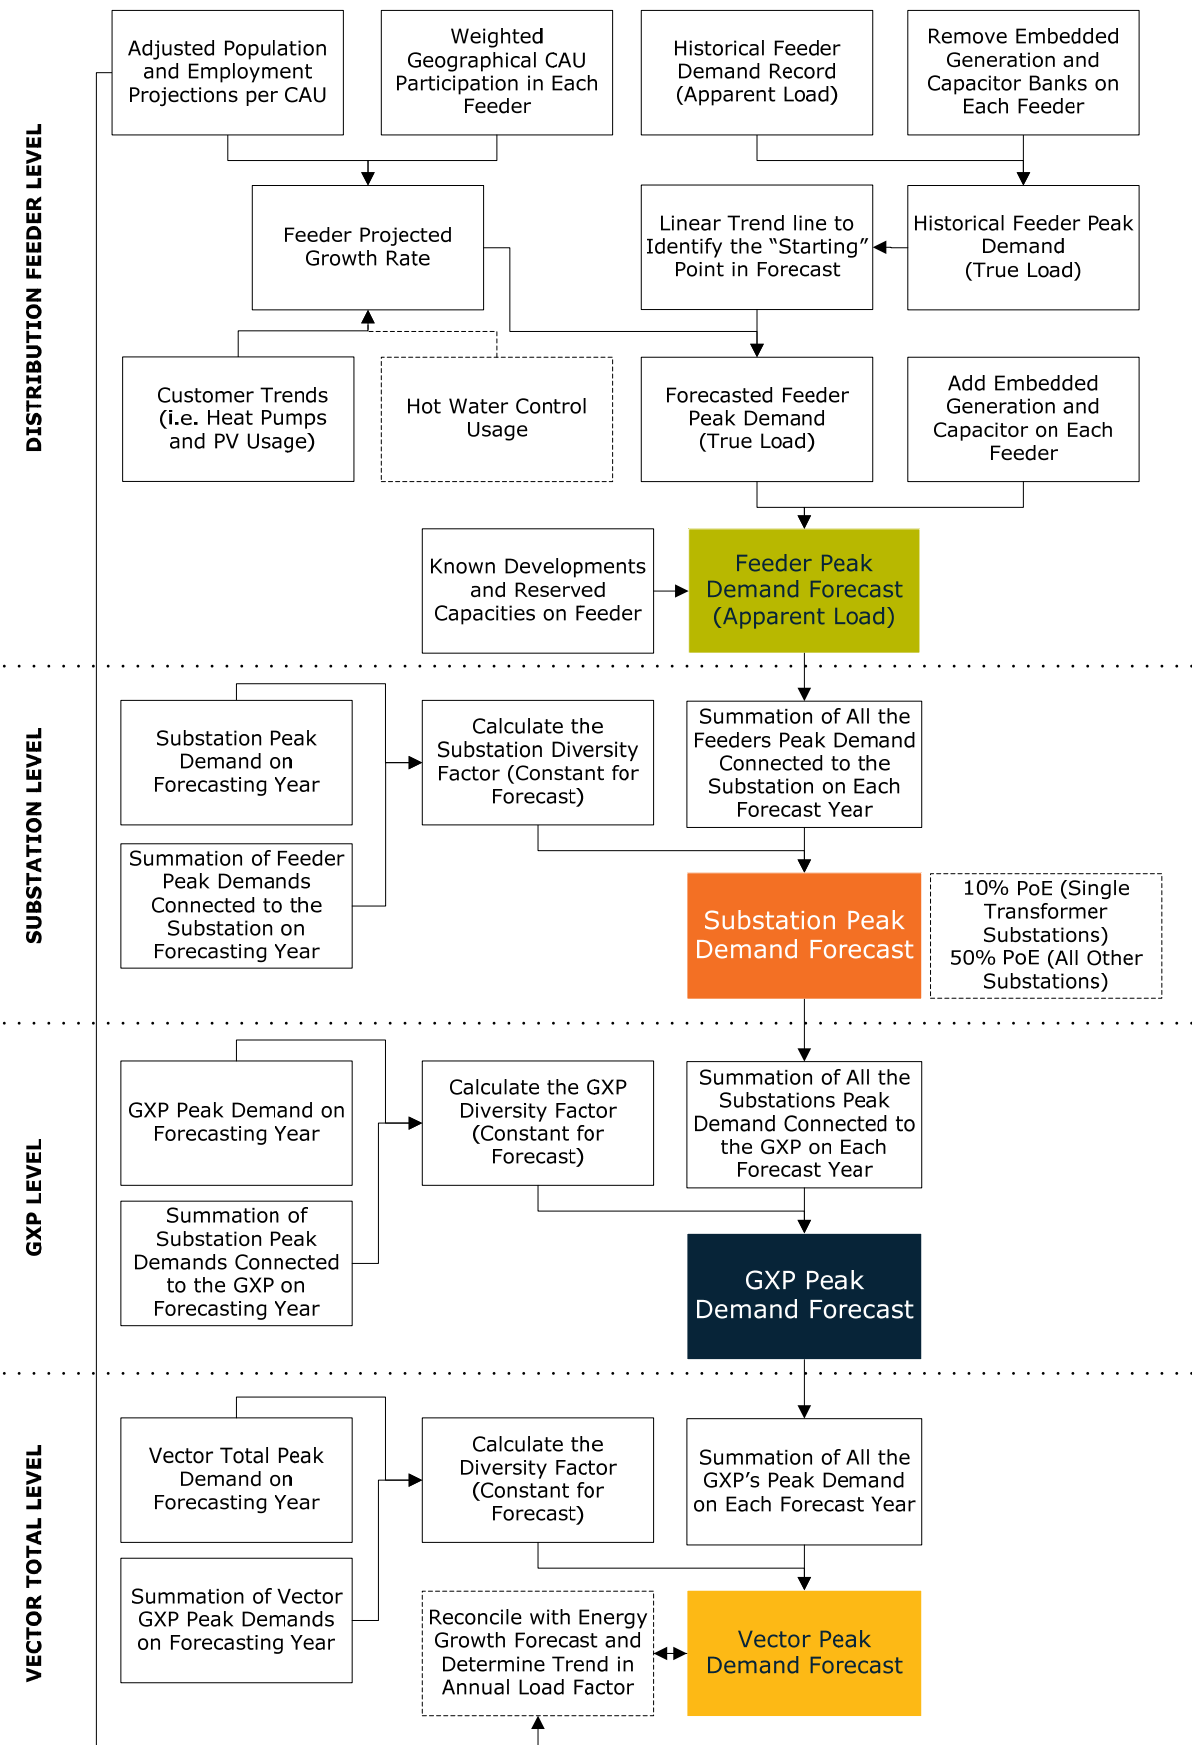 DISTRIBUTION FEEDER LEVEL
Adjusted Population
and Employment
Projections per CAU
Weighted
Geographical CAU
Participation in Each
Feeder
Historical Feeder
Demand Record
(Apparent Load)
Remove Embedded
Generation and
Capacitor Banks on
Each Feeder
Feeder Projected
Growth Rate
Linear Trend line to
Identify the “Starting”
Point in Forecast
Historical Feeder Peak
Demand
(True Load)
Customer Trends
(i.e. Heat Pumps
and PV Usage)
Hot Water Control
Usage
Forecasted Feeder
Peak Demand
(True Load)
Add Embedded
Generation and
Capacitor on Each
Feeder
Known Developments
and Reserved
Capacities on Feeder
Feeder Peak
Demand Forecast
(Apparent Load)
SUBSTATION LEVEL
Substation Peak
Demand on
Forecasting Year
Calculate the
Substation Diversity
Factor (Constant for
Forecast)
Summation of All the
Feeders Peak Demand
Connected to the
Substation on Each
Forecast Year
Summation of Feeder
Peak Demands
Connected to the
Substation on
Forecasting Year
Substation Peak
Demand Forecast
10% PoE (Single
Transformer
Substations)
50% PoE (All Other
Substations)
GXP LEVEL
GXP Peak Demand on
Forecasting Year
Calculate the GXP
Diversity Factor
(Constant for
Forecast)
Summation of All the
Substations Peak
Demand Connected to
the GXP on Each
Forecast Year
Summation of
Substation Peak
Demands Connected
to the GXP on
Forecasting Year
GXP Peak
Demand Forecast
VECTOR TOTAL LEVEL
Vector Total Peak
Demand on
Forecasting Year
Calculate the
Diversity Factor
(Constant for
Forecast)
Summation of All the
GXP’s Peak Demand
on Each Forecast Year
Summation of Vector
GXP Peak Demands
on Forecasting Year
Reconcile with Energy
Growth Forecast and
Determine Trend in
Annual Load Factor
Vector Peak
Demand Forecast